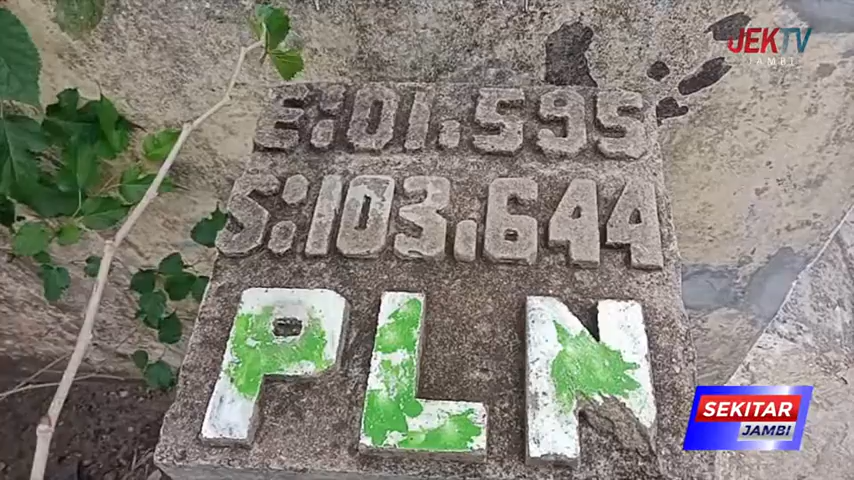 JEKTV
JAMBI
E:01.595
S:103.644
PLN
SEKITAR
JAMBI